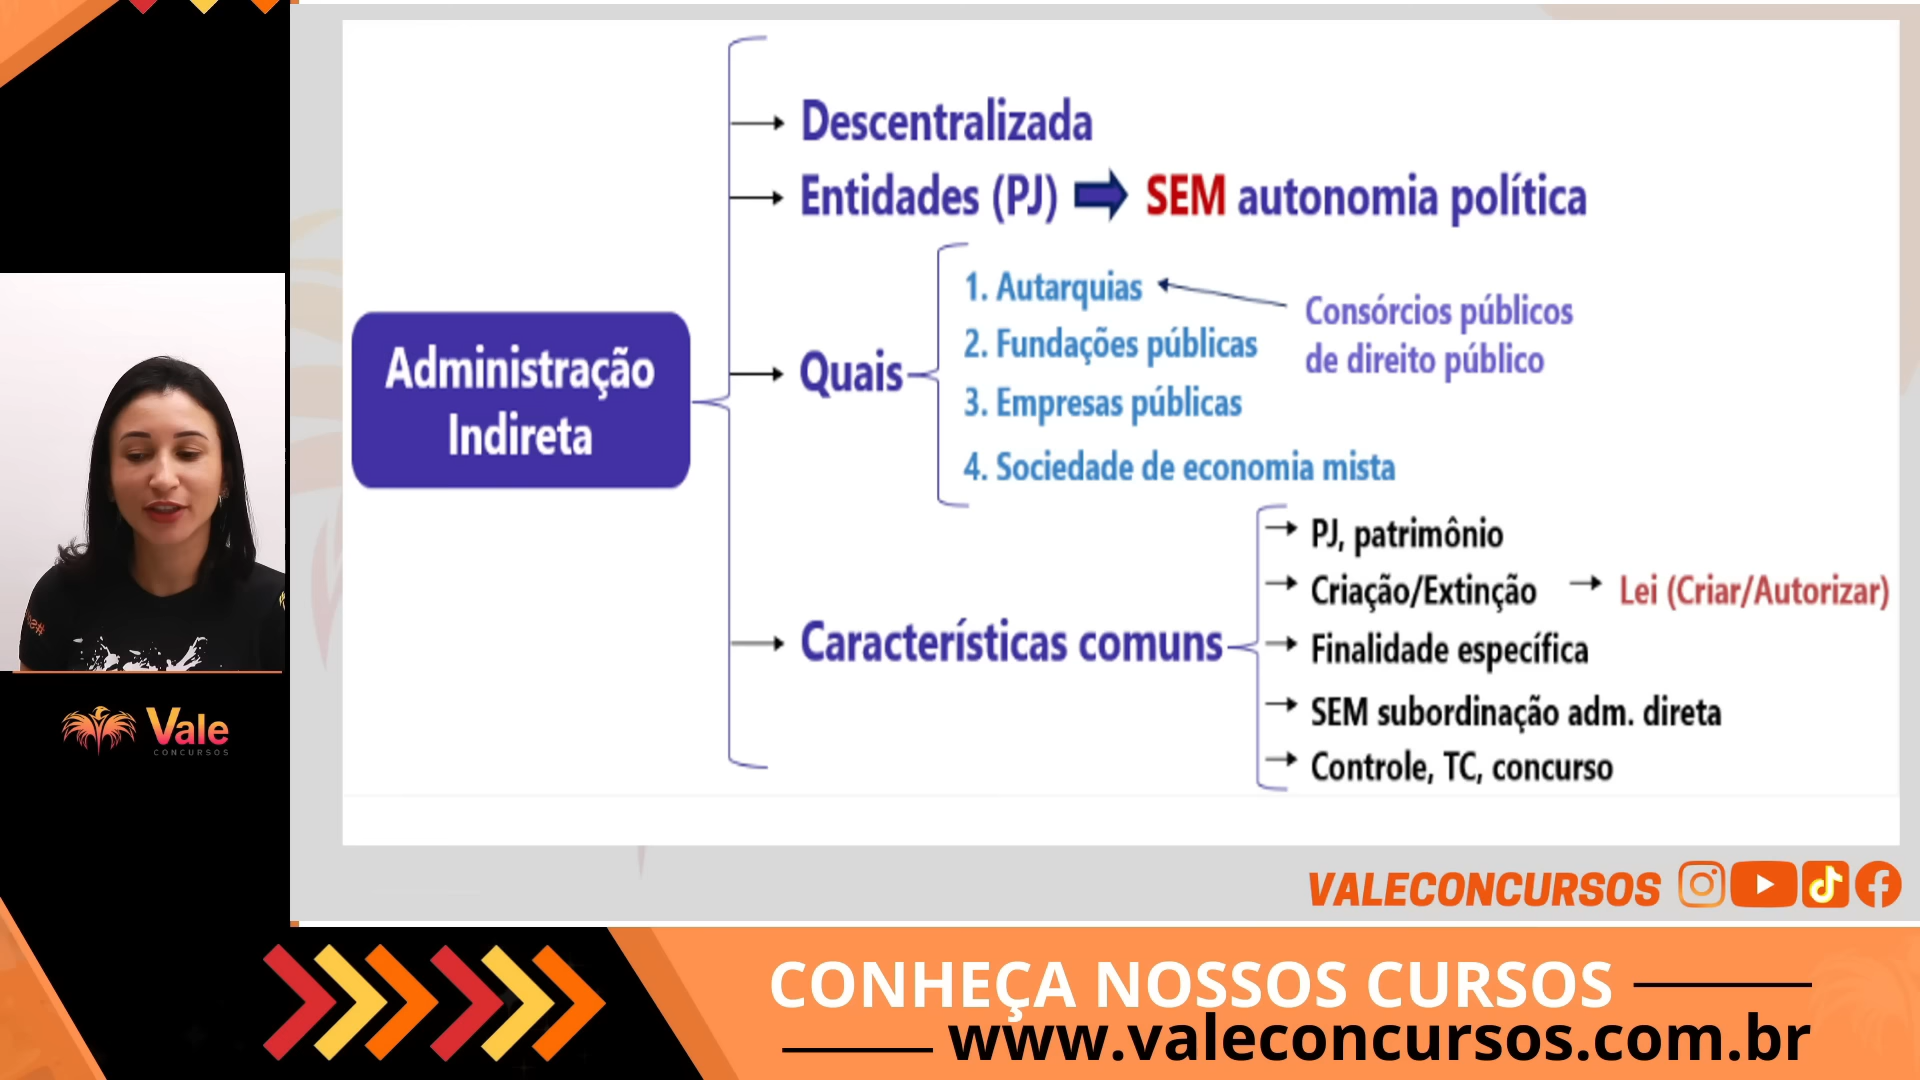 Descentralizada
Entidades (PJ) SEM autonomia política
Administração
Indireta
Quais
1. Autarquias
2. Fundações públicas
3. Empresas públicas
4. Sociedade de economia mista
Consórcios públicos
de direito público
Características comuns
PJ, patrimônio
Criação/Extinção Lei (Criar/Autorizar)
Finalidade específica
SEM subordinação adm. direta
Controle, TC, concurso
Vale
CONCURSOS
VALECONCURSOS
CONHEÇA NOSSOS CURSOS
www.valeconcursos.com.br